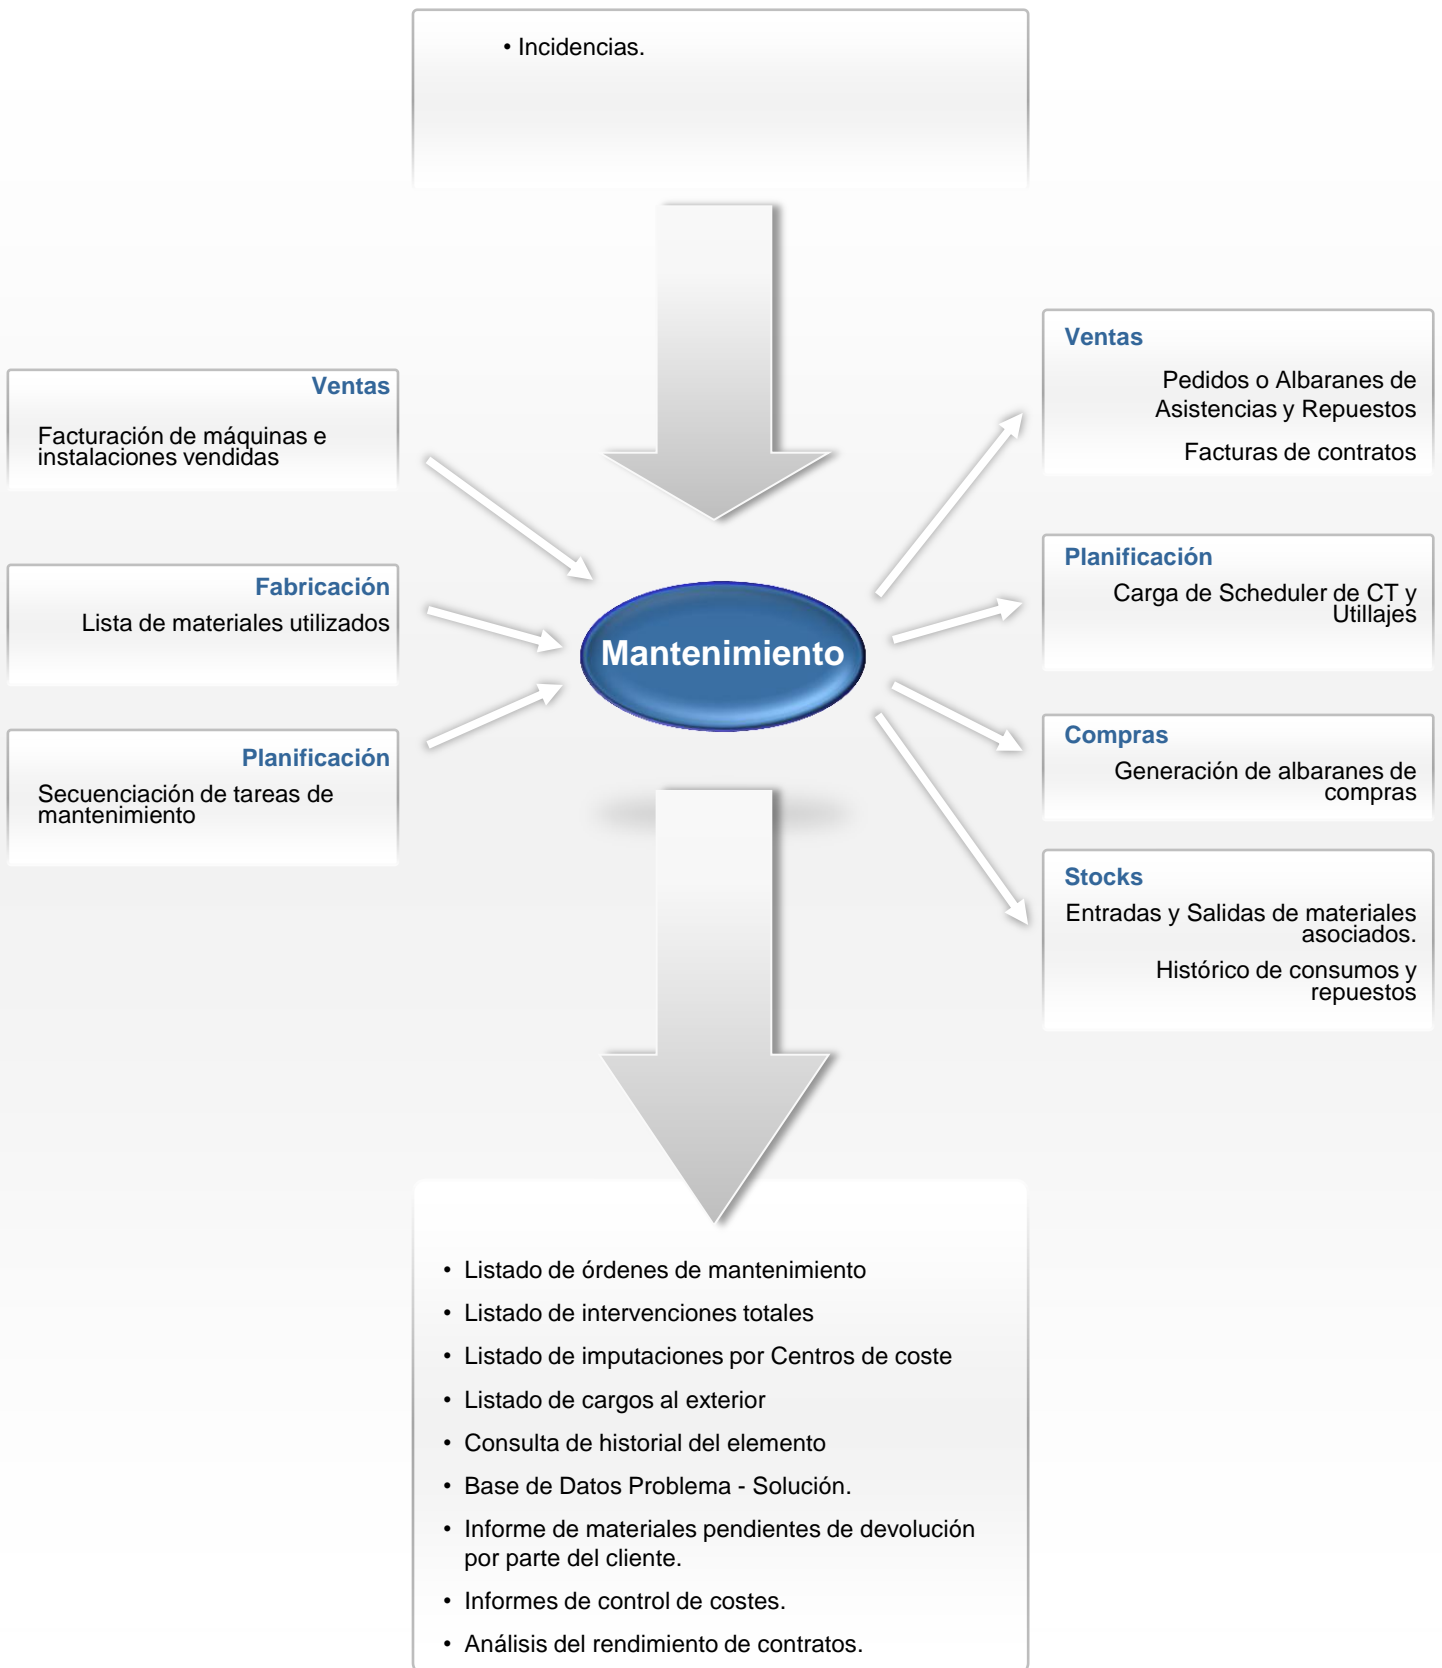 • Incidencias.
Ventas
Facturación de máquinas e
instalaciones vendidas
Fabricación
Lista de materiales utilizados
Planificación
Secuenciación de tareas de
mantenimiento
Mantenimiento
Ventas
Pedidos o Albaranes de
Asistencias y Repuestos
Facturas de contratos
Planificación
Carga de Scheduler de CT y
Utillajes
Compras
Generación de albaranes de
compras
Stocks
Entradas y Salidas de materiales
asociados.
Histórico de consumos y
repuestos
• Listado de órdenes de mantenimiento
• Listado de intervenciones totales
• Listado de imputaciones por Centros de coste
• Listado de cargos al exterior
• Consulta de historial del elemento
• Base de Datos Problema - Solución.
• Informe de materiales pendientes de devolución
por parte del cliente.
• Informes de control de costes.
• Análisis del rendimiento de contratos.